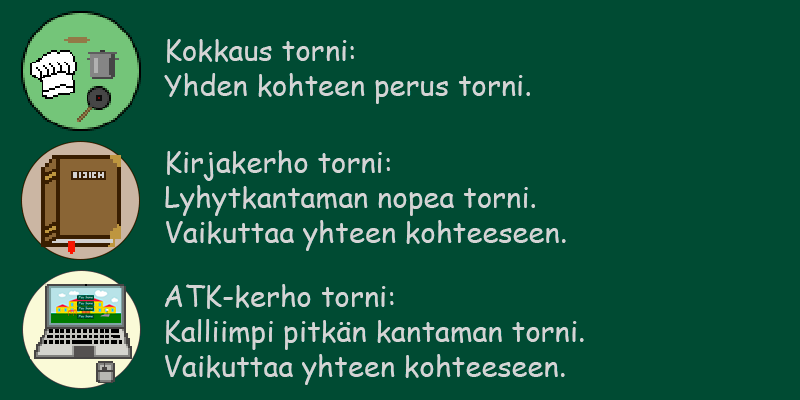 Kokkaus torni:
Yhden kohteen perus torni.
Kirjakerho torni:
Lyhytkantaman nopea torni.
Vaikuttaa yhteen kohteeseen.
ATK-kerho torni:
Kalliimpi pitkän kantaman torni.
Vaikuttaa yhteen kohteeseen.